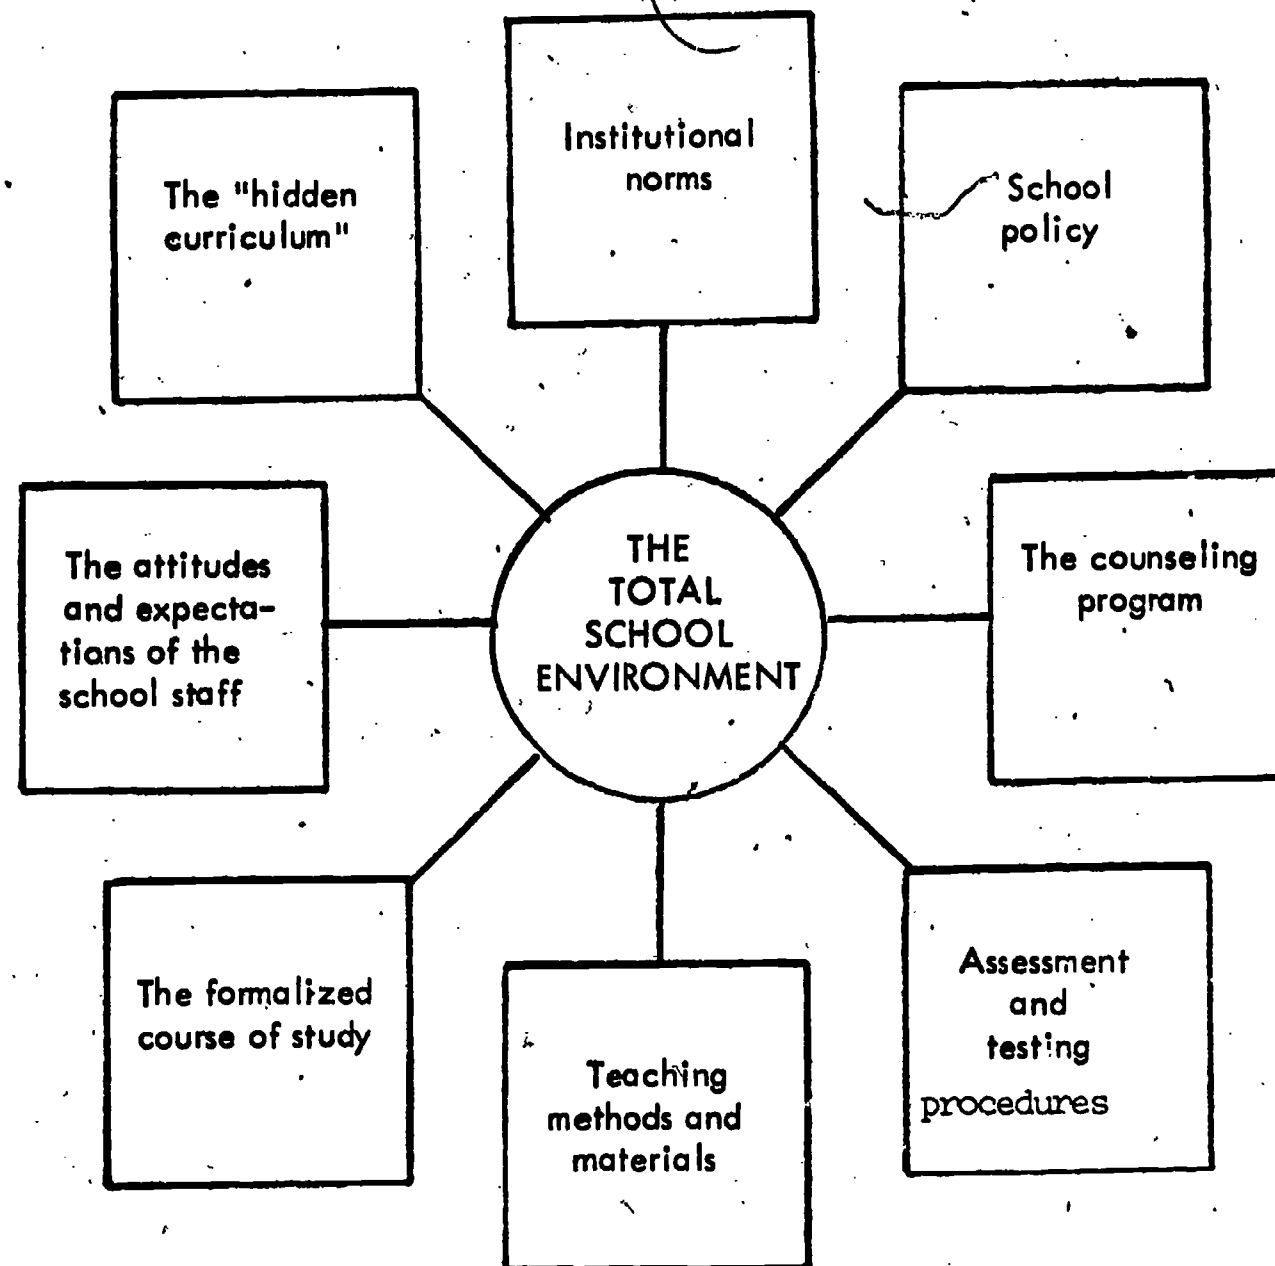 Institutional
norms
The "hidden
curriculum"
School
policy
THE
TOTAL
SCHOOL
ENVIRONMENT
The counseling
program
The attitudes
and expecta-
tions of the
school staff
Assessment
and
testing
procedures
The formalized
course of study
Teaching
methods and
materials